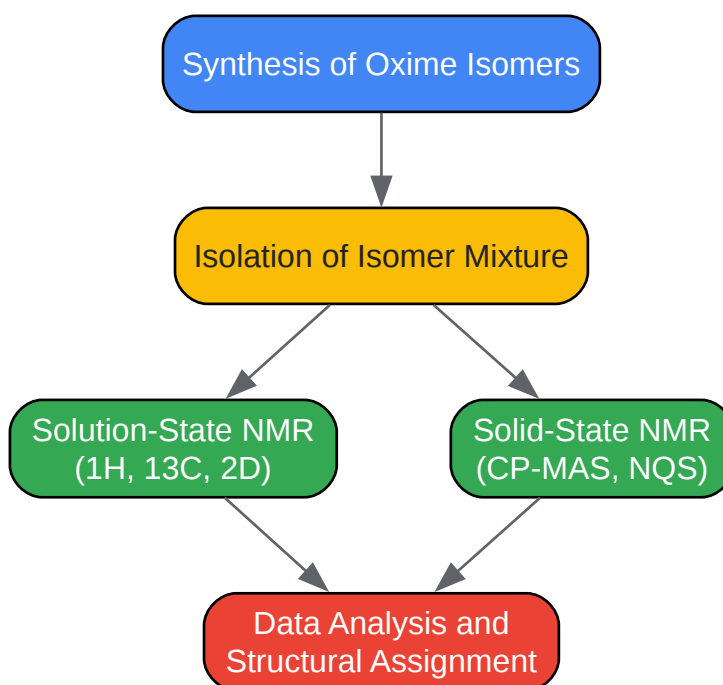 Synthesis of Oxime Isomers
Isolation of Isomer Mixture
Solution-State NMR
(1H, 13C, 2D)
Solid-State NMR
(CP-MAS, NQS)
Data Analysis and
Structural Assignment